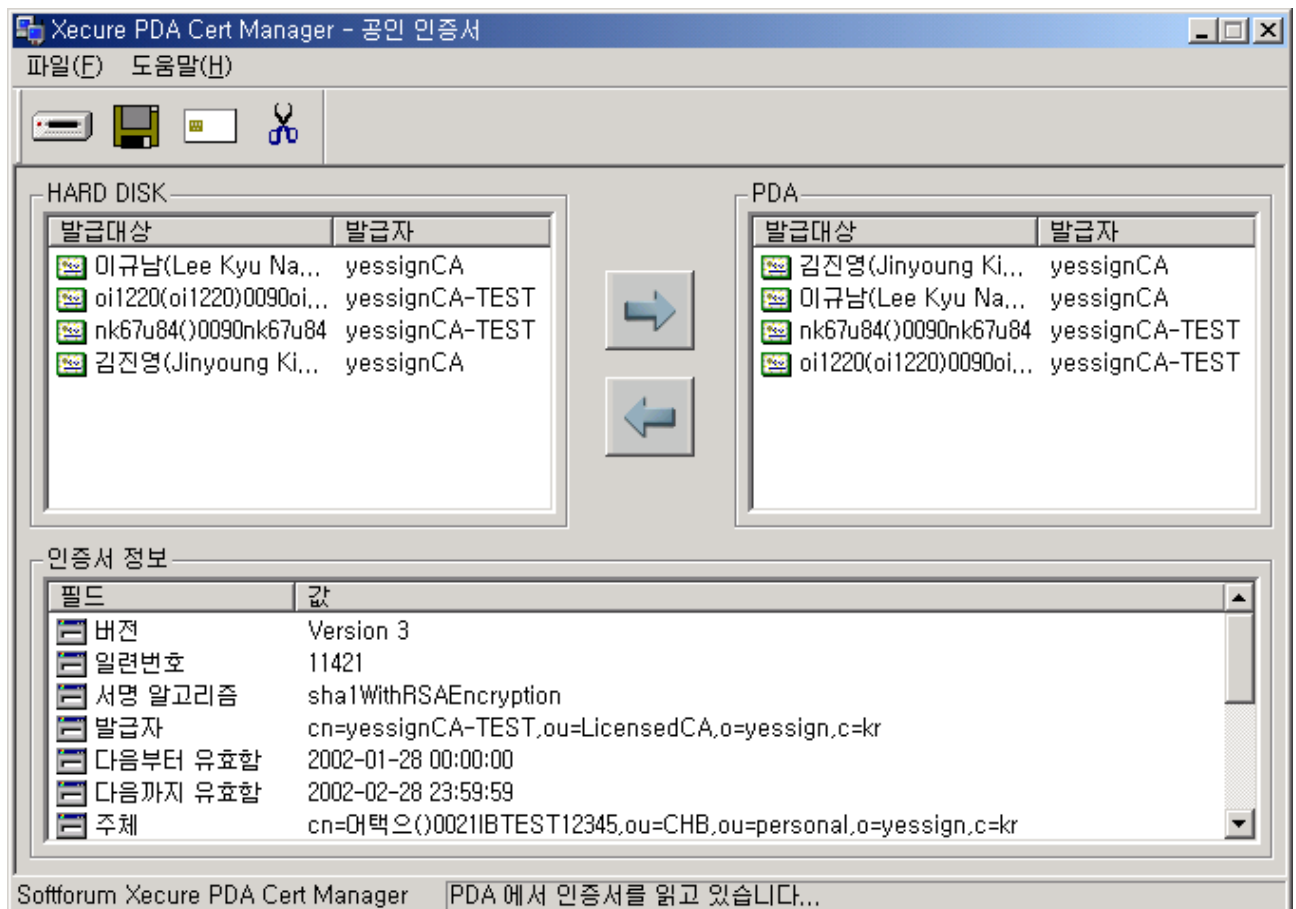 Xecure PDA Cert Manager - 공인 인증서
파일(F) 도움말(H)
HARD DISK
발급대상 발급자
이규남(Lee Kyu Na... yessignCA
oi1220(oi1220)0090oi... yessignCA-TEST
nk67u84()0090nk67u84 yessignCA-TEST
김진영(Jinyoung Ki... yessignCA
PDA
발급대상 발급자
김진영(Jinyoung Ki... yessignCA
이규남(Lee Kyu Na... yessignCA
nk67u84()0090nk67u84 yessignCA-TEST
oi1220(oi1220)0090oi... yessignCA-TEST
인증서 정보
필드 값
버전 Version 3
일련번호 11421
서명 알고리즘 sha1WithRSAEncryption
발급자 cn=yessignCA-TEST,ou=LicensedCA,o=yessign,c=kr
다음부터 유효함 2002-01-28 00:00:00
다음까지 유효함 2002-02-28 23:59:59
주체 cn=어택으()0021IBTEST12345,ou=CHB,ou=personal,o=yessign,c=kr
Softforum Xecure PDA Cert Manager PDA 에서 인증서를 읽고 있습니다...